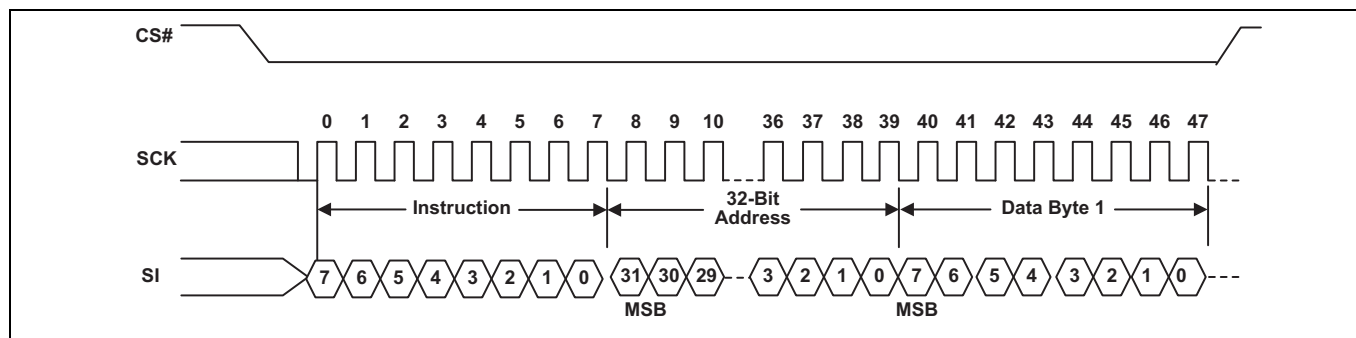 CS#
0 1 2 3 4 5 6 7 8 9 10 36 37 38 39 40 41 42 43 44 45 46 47
SCK
Instruction
32-Bit
Address
Data Byte 1
SI
7 6 5 4 3 2 1 0 31 30 29 3 2 1 0 7 6 5 4 3 2 1 0
MSB MSB